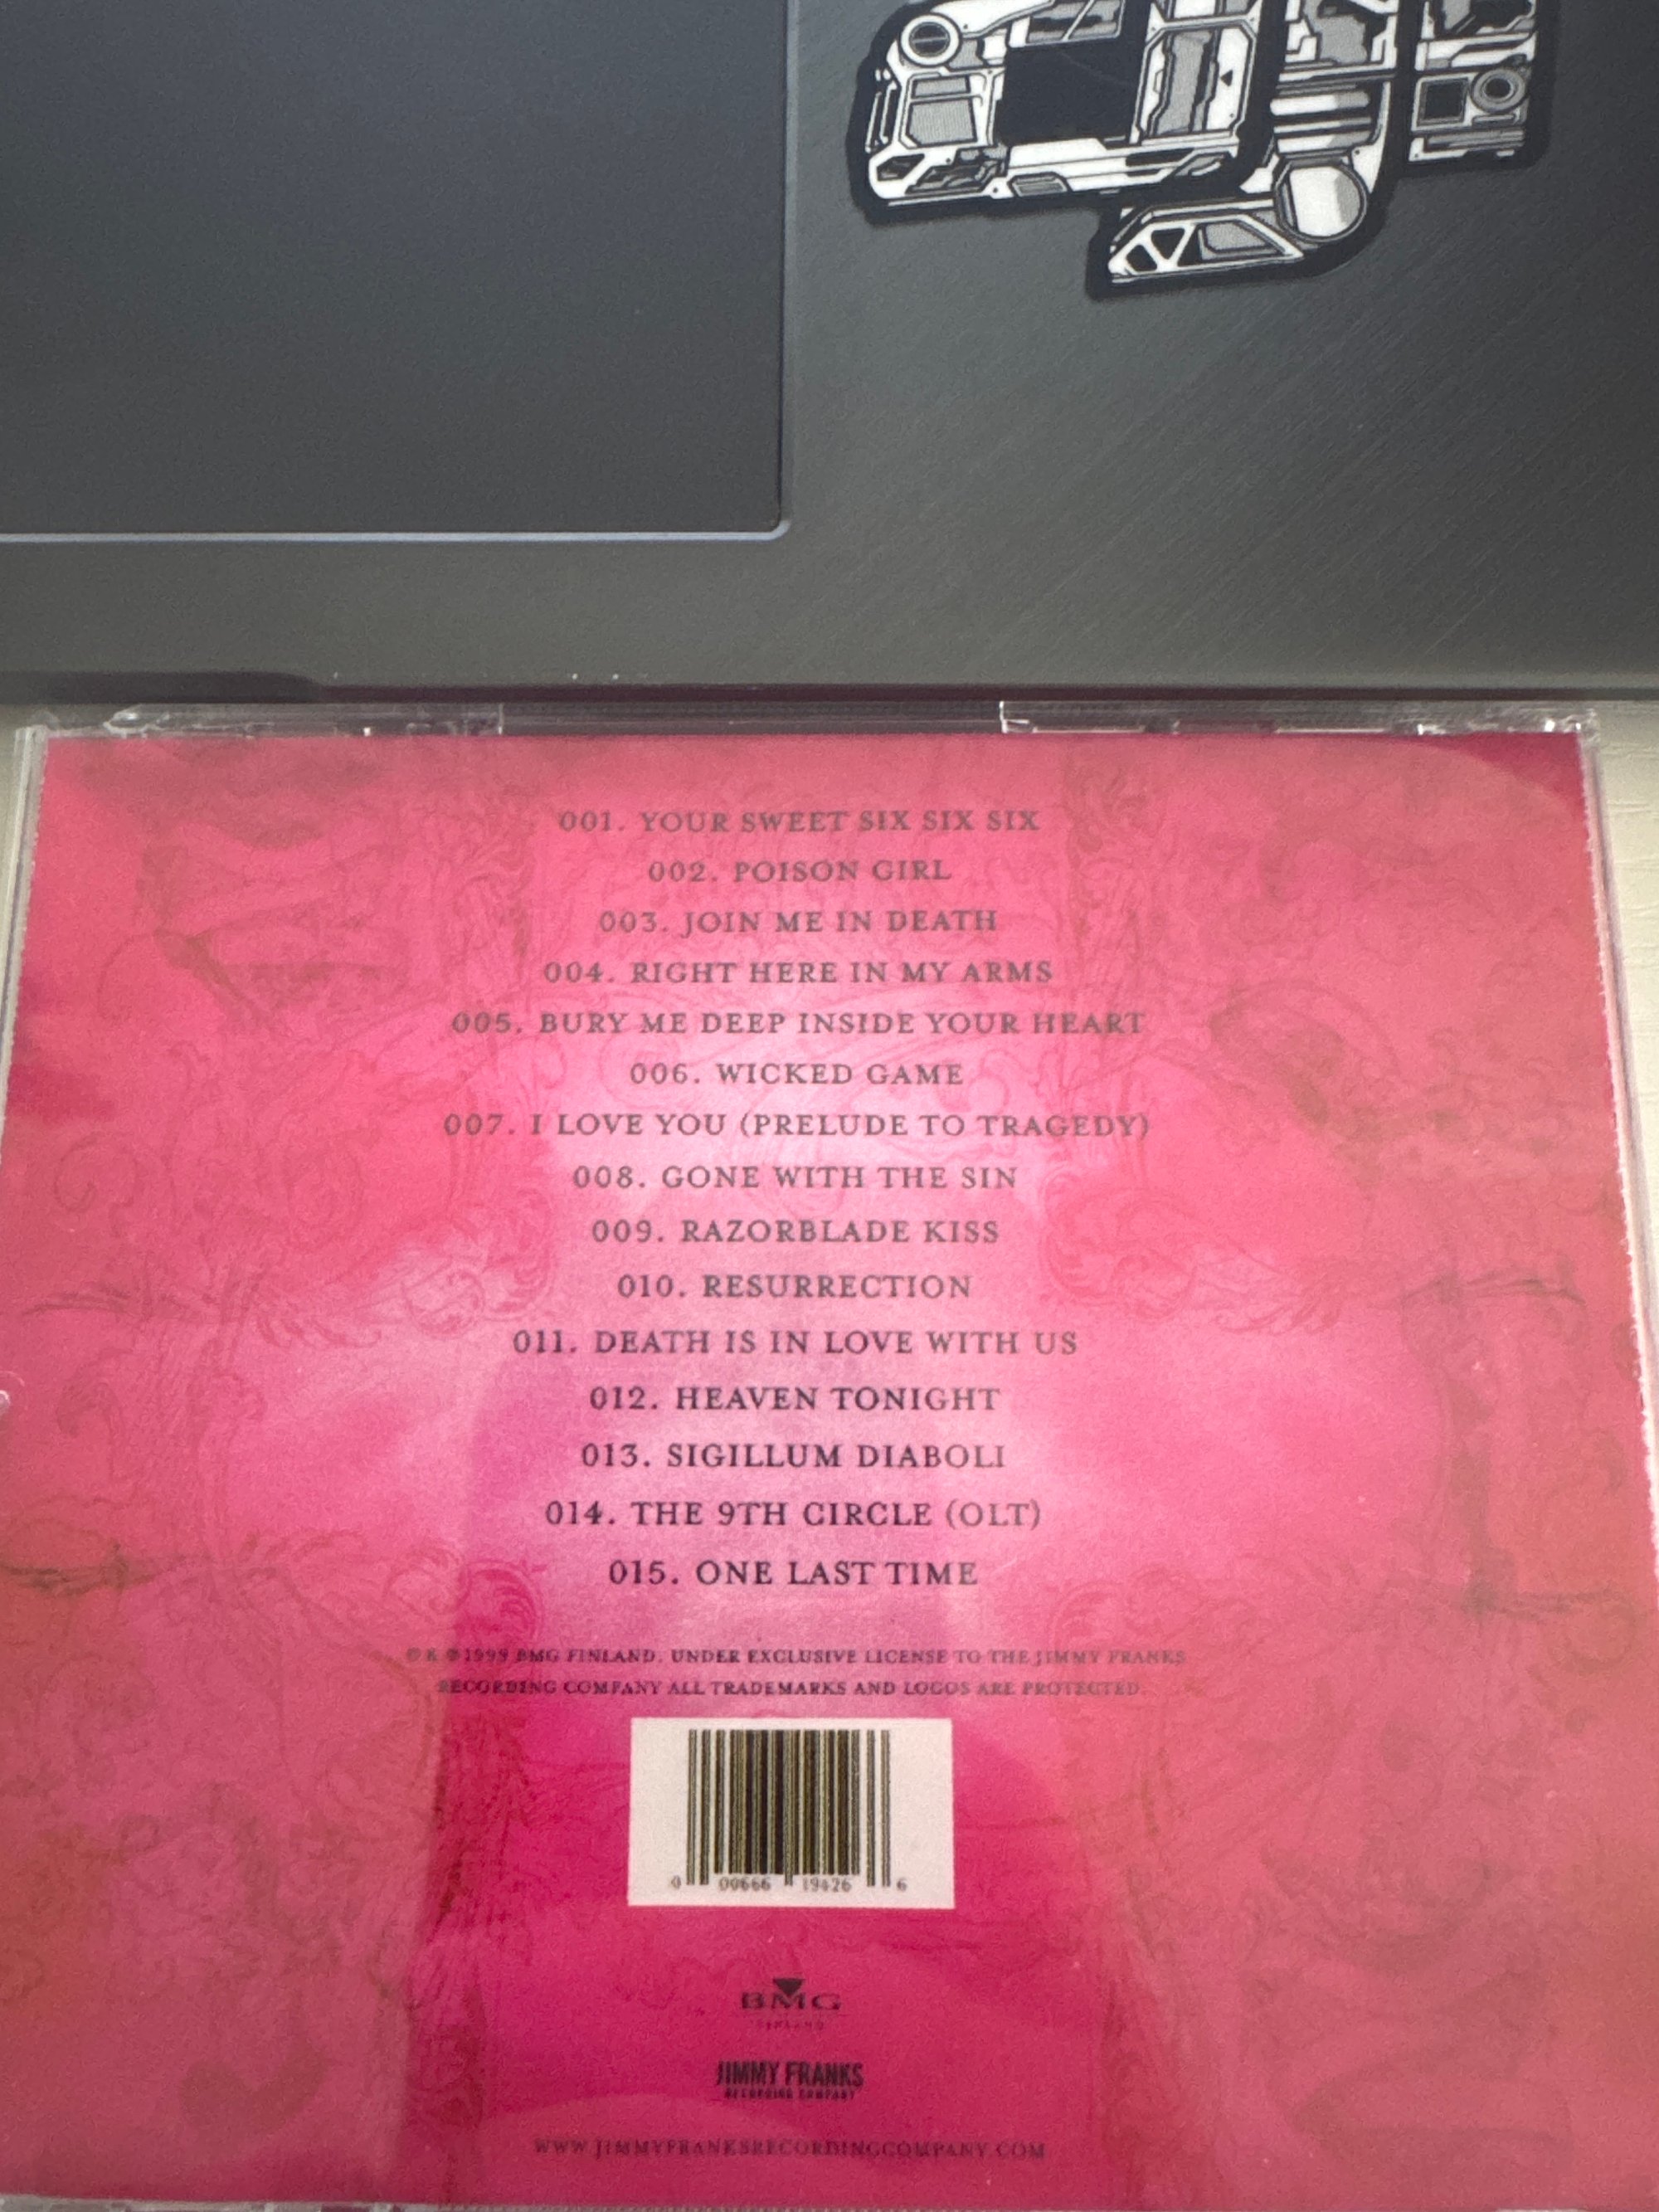 001. YOUR SWEET SIX SIX SIX
002. POISON GIRL
003. JOIN ME IN DEATH
004. RIGHT HERE IN MY ARMS
005. BURY ME DEEP INSIDE YOUR HEART
006. WICKED GAME
007. I LOVE YOU (PRELUDE TO TRAGEDY)
008. GONE WITH THE SIN
009. RAZORBLADE KISS
010. RESURRECTION
011. DEATH IS IN LOVE WITH US
012. HEAVEN TONIGHT
013. SIGILLUM DIABOLI
014. THE 9TH CIRCLE (OLT)
015. ONE LAST TIME
1999 BMG FINLAND. UNDER EXCLUSIVE LICENSE TO THE JIMMY FRANKS
RECORDING COMPANY ALL TRADEMARKS AND LOGOS ARE PROTECTED.
0 00666 19426 6
BMG
FINLAND
JIMMY FRANKS
RECORDING COMPANY
WWW.JIMMYFRANKSRECORDINGCOMPANY.COM